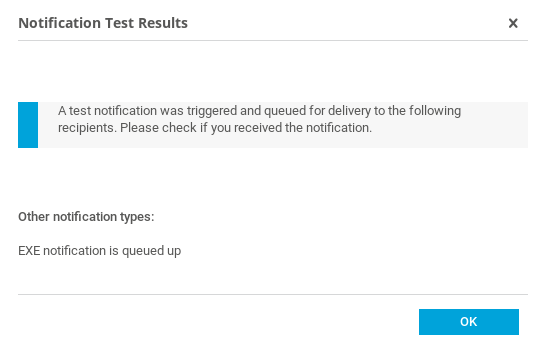 Notification Test Results
A test notification was triggered and queued for delivery to the following
recipients. Please check if you received the notification.
Other notification types:
EXE notification is queued up
OK